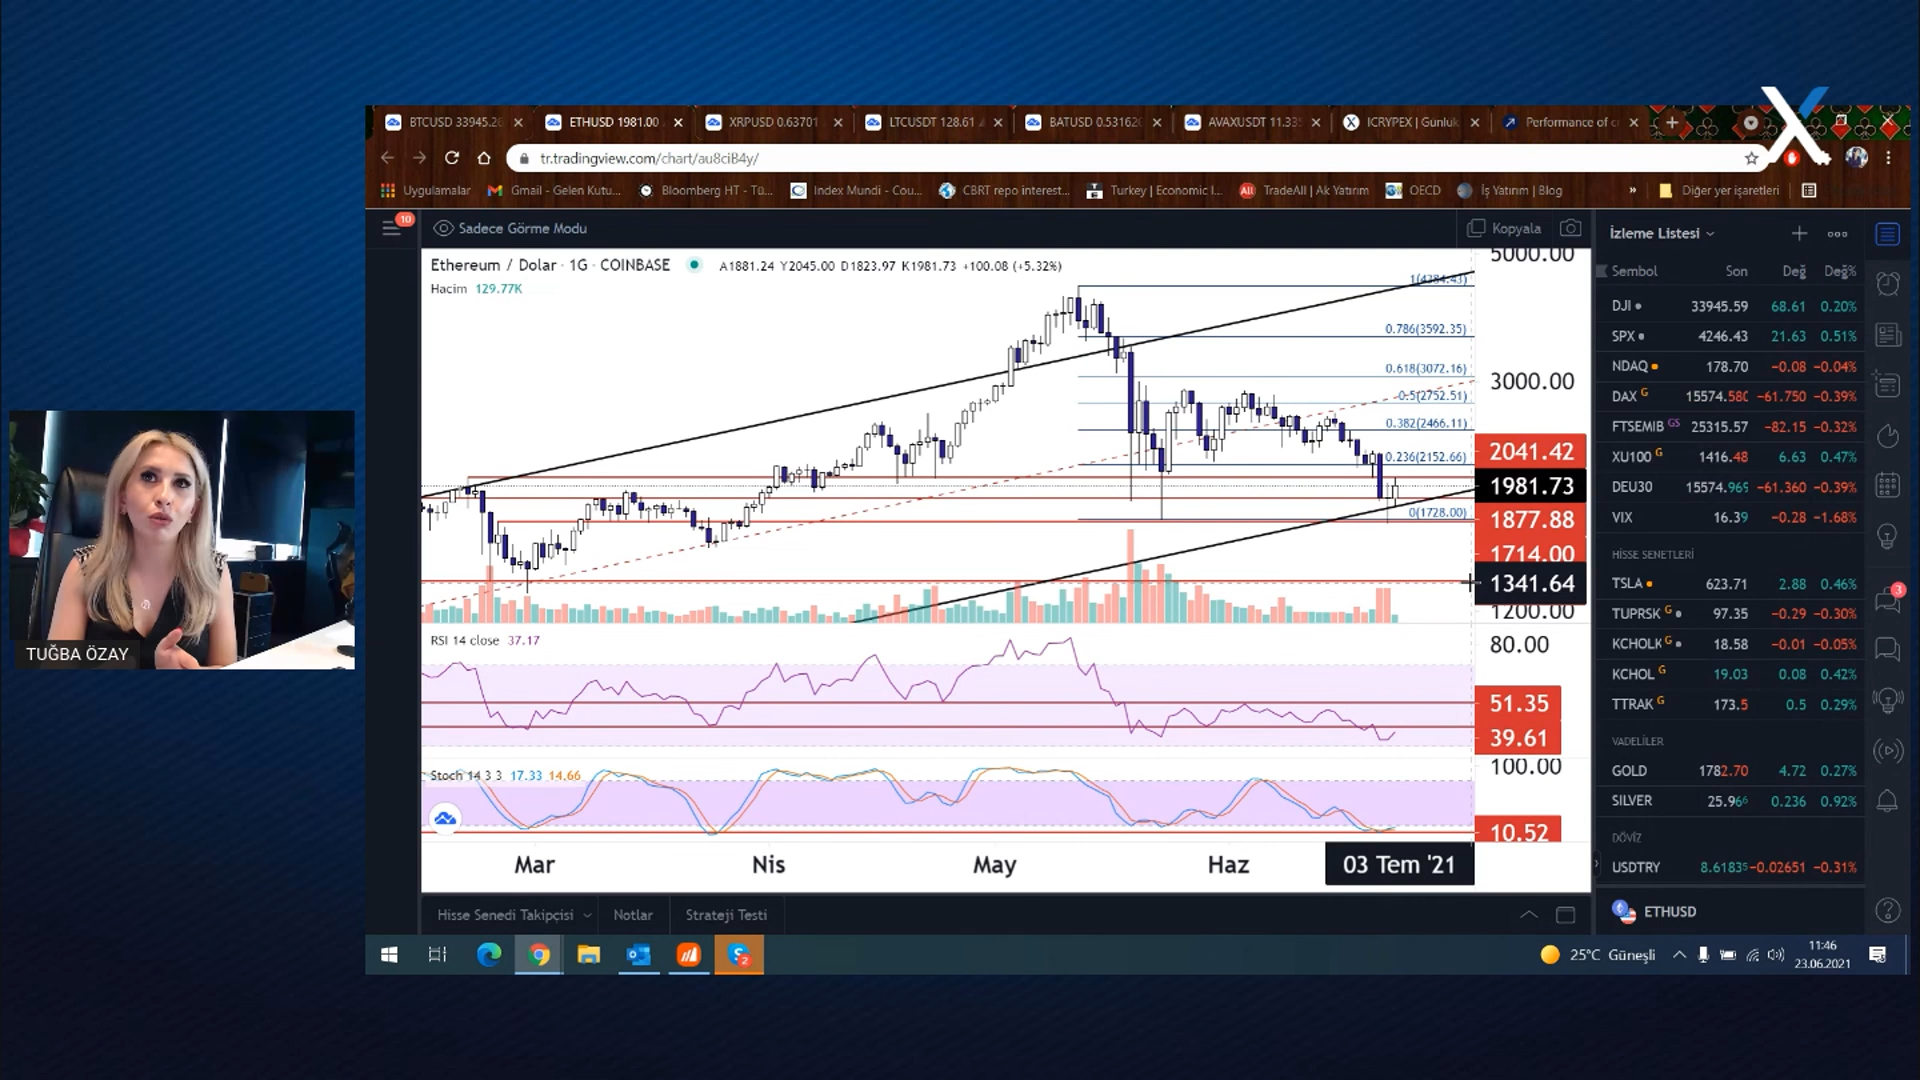 BTCUSD 33945.28
ETHUSD 1981.00
XRPUSD 0.63701
LTCUSDT 128.61
BATUSD 0.53162
AVAXUSDT 11.33
ICRYPEX | Günlük
Performance of c
tr.tradingview.com/chart/au8ciB4y/
Uygulamalar
Gmail - Gelen Kutu...
Bloomberg HT - Tü...
Index Mundi - Cou...
CBRT repo interest...
Turkey | Economic I...
TradeAll | Ak Yatırım
OECD
İş Yatırım | Blog
»
Diğer yer işaretleri
10
Sadece Görme Modu
Kopyala
Ethereum / Dolar · 1G · COINBASE
A1881.24 Y2045.00 D1823.97 K1981.73 +100.08 (+5.32%)
Hacim 129.77K
1(4384.43)
0.786(3592.35)
0.618(3072.16)
0.5(2752.51)
0.382(2466.11)
0.236(2152.66)
0(1728.00)
5000.00
3000.00
2041.42
1981.73
1877.88
1714.00
1341.64
1200.00
RSI 14 close 37.17
80.00
51.35
39.61
Stoch 14 3 3 17.33 14.66
100.00
10.52
Mar
Nis
May
Haz
03 Tem '21
Hisse Senedi Takipçisi
Notlar
Strateji Testi
İzleme Listesi
Sembol Son Değ Değ%
DJI 33945.59 68.61 0.20%
SPX 4246.43 21.63 0.51%
NDAQ 178.70 −0.08 −0.04%
DAX G 15574.580 −61.750 −0.39%
FTSEMIB GS 25315.57 −82.15 −0.32%
XU100 G 1416.48 6.63 0.47%
DEU30 15574.969 −61.360 −0.39%
VIX 16.39 −0.28 −1.68%
HİSSE SENETLERİ
TSLA 623.71 2.88 0.46%
TUPRSK G 97.35 −0.29 −0.30%
KCHOLK G 18.58 −0.01 −0.05%
KCHOL G 19.03 0.08 0.42%
TTRAK G 173.5 0.5 0.29%
VADELİLER
GOLD 1782.70 4.72 0.27%
SILVER 25.966 0.236 0.92%
DÖVİZ
USDTRY 8.61835 −0.02651 −0.31%
ETHUSD
3
TUĞBA ÖZAY
2
25°C Güneşli
11:46
23.06.2021